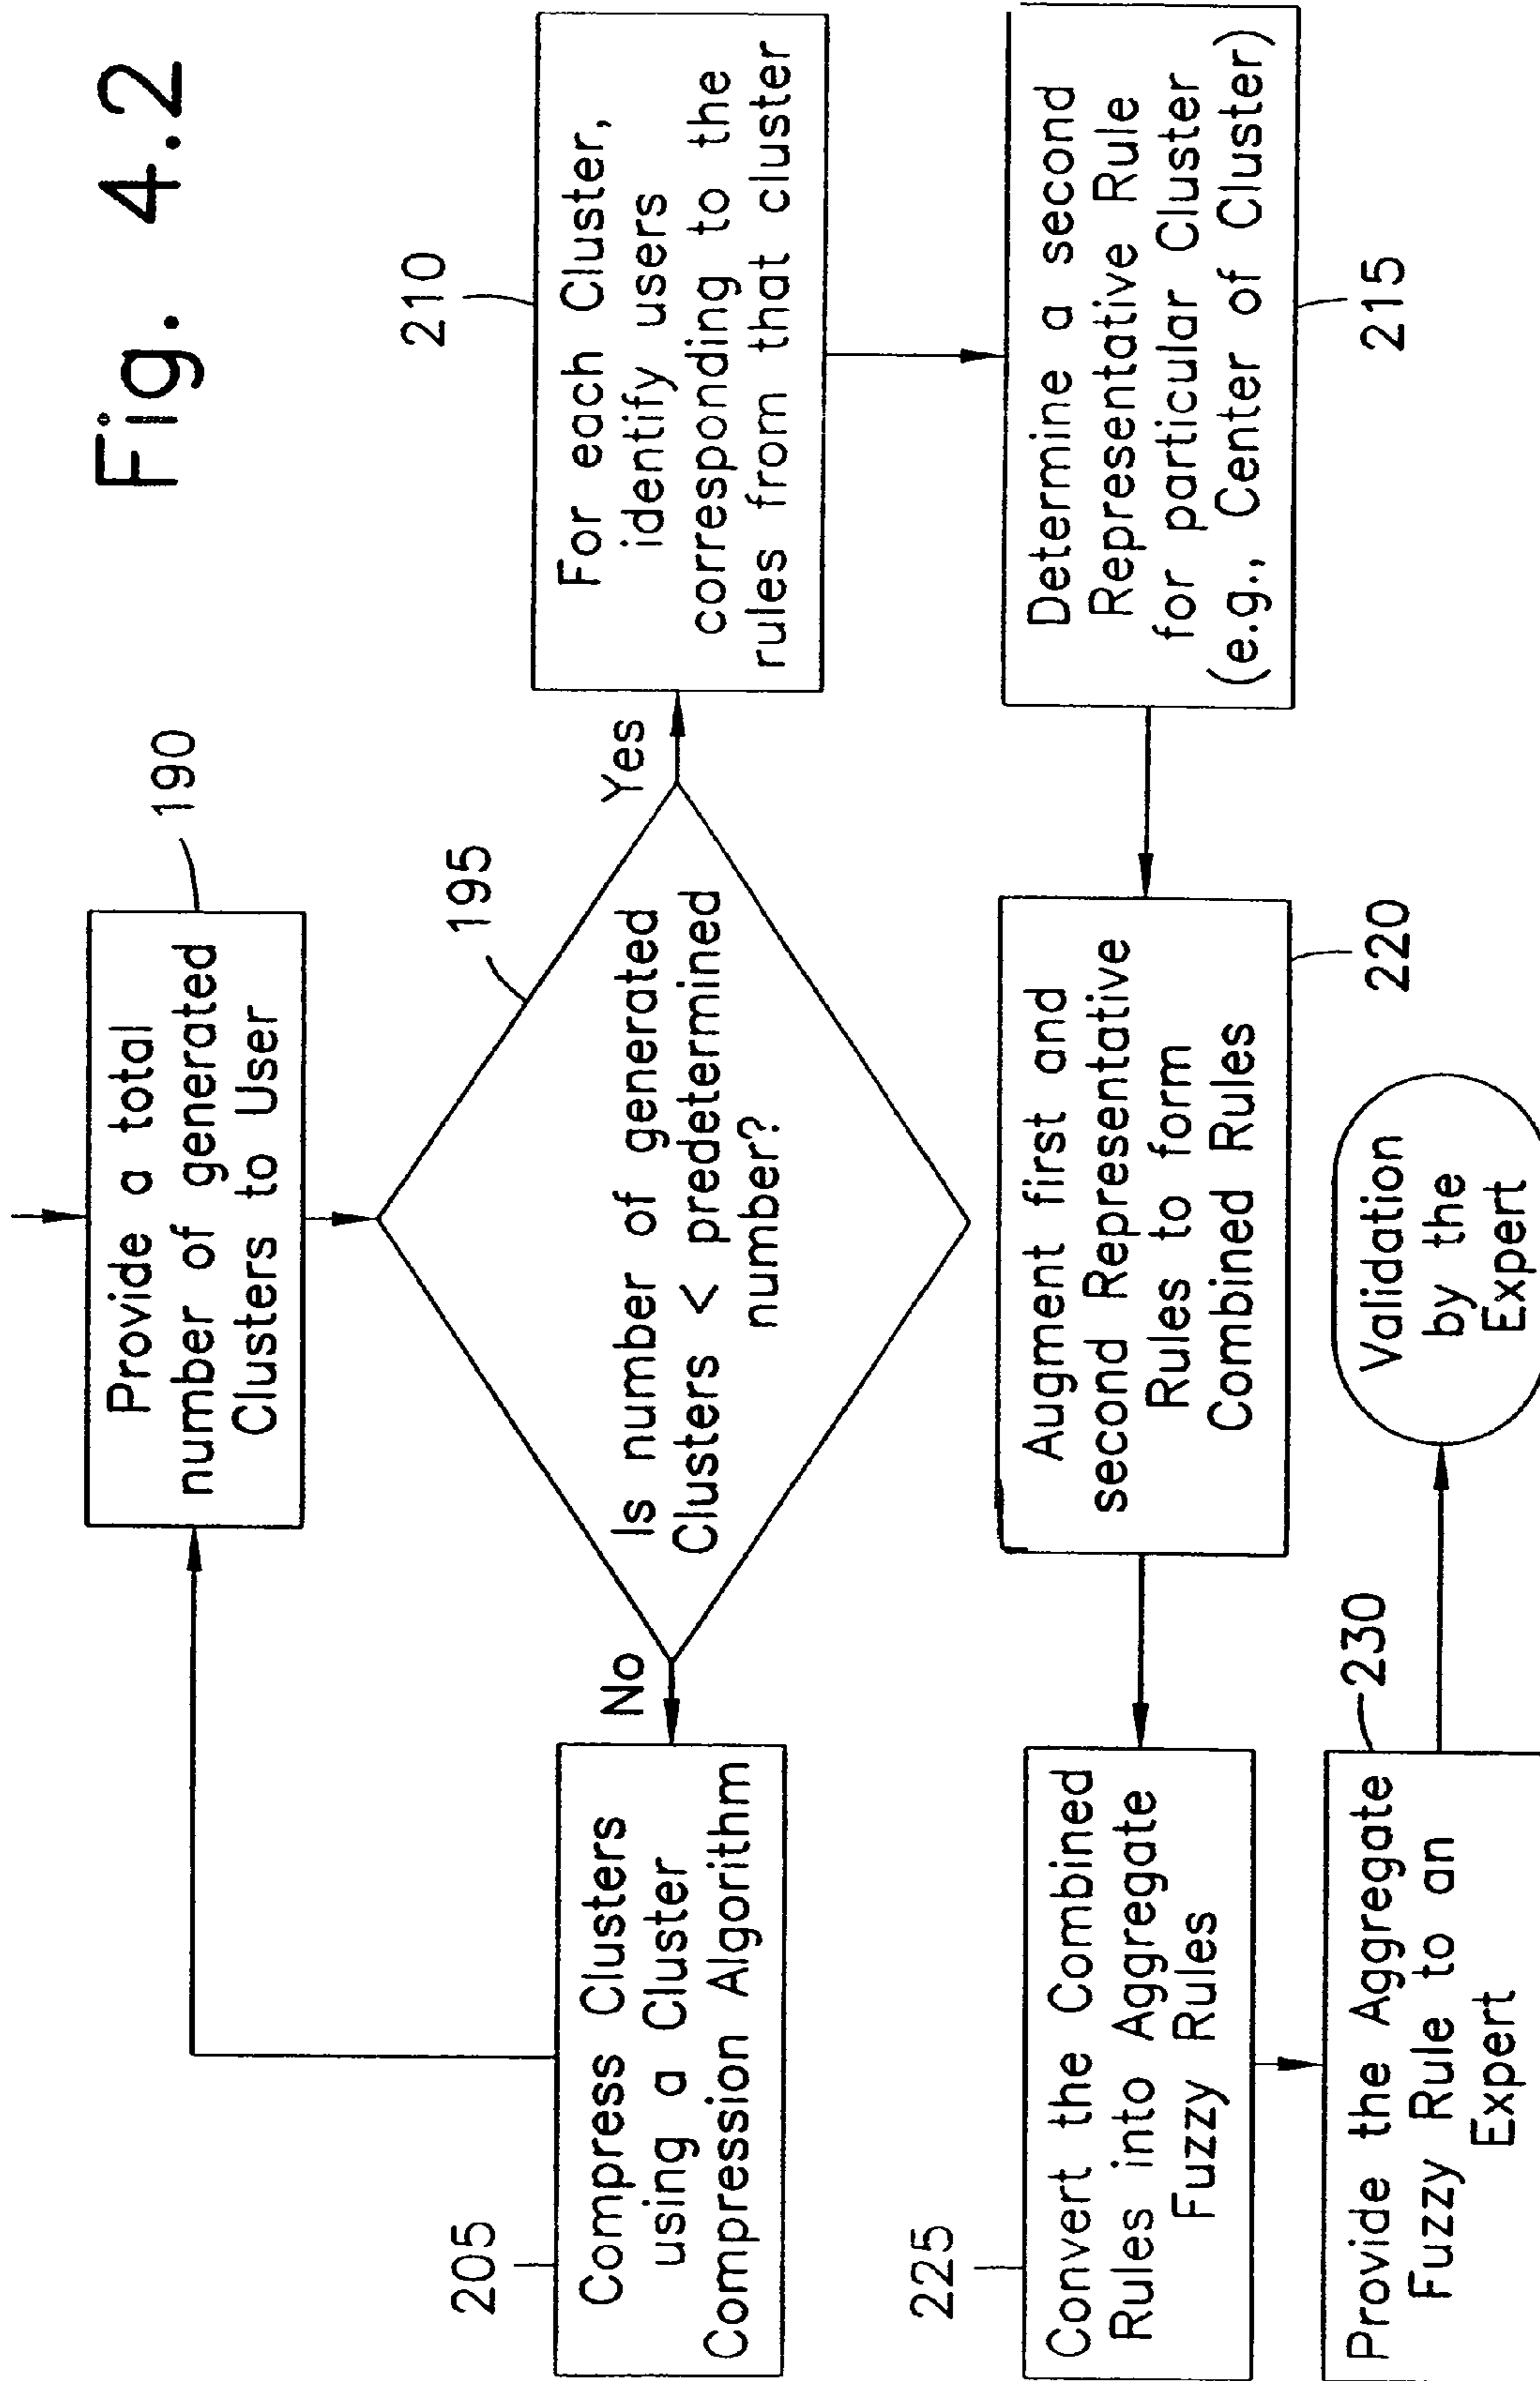 Fig. 4.2
Provide a total
number of generated
Clusters to User
190
195
Is number of generated
Clusters < predetermined
number?
Yes
No
Compress Clusters
using a Cluster
Compression Algorithm
205
For each Cluster,
identify users
corresponding to the
rules from that cluster
210
Determine a second
Representative Rule
for particular Cluster
(e.g., Center of Cluster)
215
Augment first and
second Representative
Rules to form
Combined Rules
220
Convert the Combined
Rules into Aggregate
Fuzzy Rules
225
Provide the Aggregate
Fuzzy Rule to an
Expert
230
Validation
by the
Expert